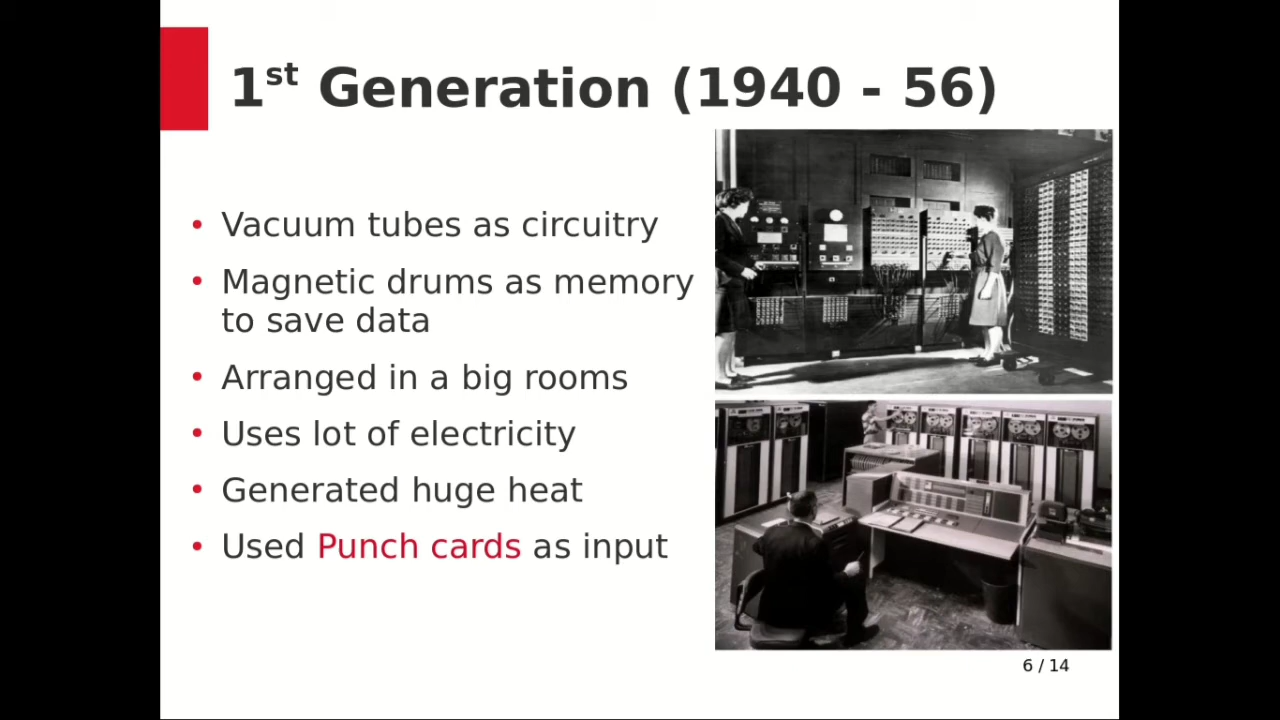 1st Generation (1940 - 56)
• Vacuum tubes as circuitry
• Magnetic drums as memory
to save data
• Arranged in a big rooms
• Uses lot of electricity
• Generated huge heat
• Used Punch cards as input
6 / 14